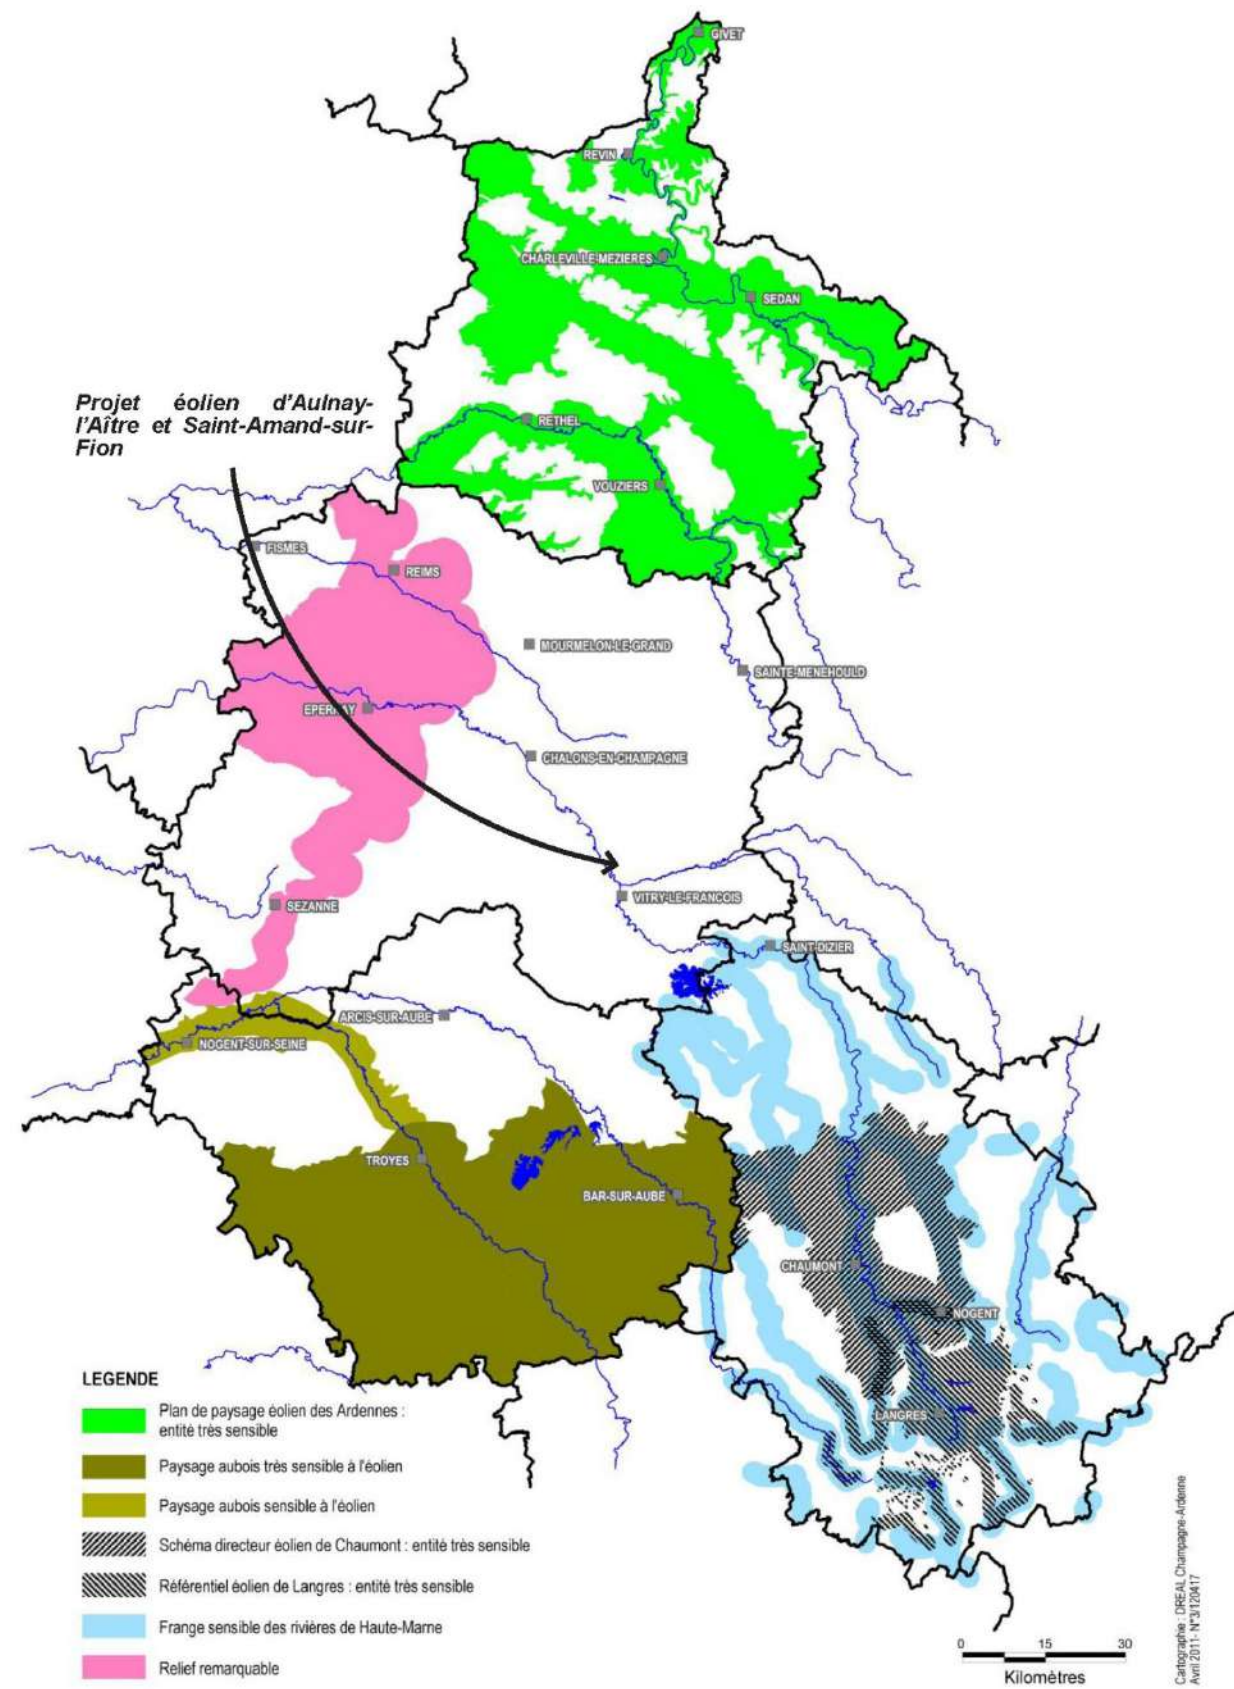 GIVET
REVIN
CHARLEVILLE-MEZIERES
SEDAN
Projet éolien d'Aulnay-
l'Aître et Saint-Amand-sur-
Fion
RETHEL
VOUZIERS
FISMES
REIMS
MOURMELON-LE-GRAND
SAINTE-MENEHOULD
EPERNAY
CHALONS-EN-CHAMPAGNE
VITRY-LE-FRANCOIS
SEZANNE
SAINT-DIZIER
ARCIS-SUR-AUBE
NOGENT-SUR-SEINE
TROYES
BAR-SUR-AUBE
CHAUMONT
NOGENT
LANGRES
LEGENDE
Plan de paysage éolien des Ardennes :
entité très sensible
Paysage aubois très sensible à l'éolien
Paysage aubois sensible à l'éolien
Schéma directeur éolien de Chaumont : entité très sensible
Référentiel éolien de Langres : entité très sensible
Frange sensible des rivières de Haute-Marne
Relief remarquable
0 15 30
Kilomètres
Cartographie : DREAL Champagne-Ardenne
Avril 2011- N°3/120417